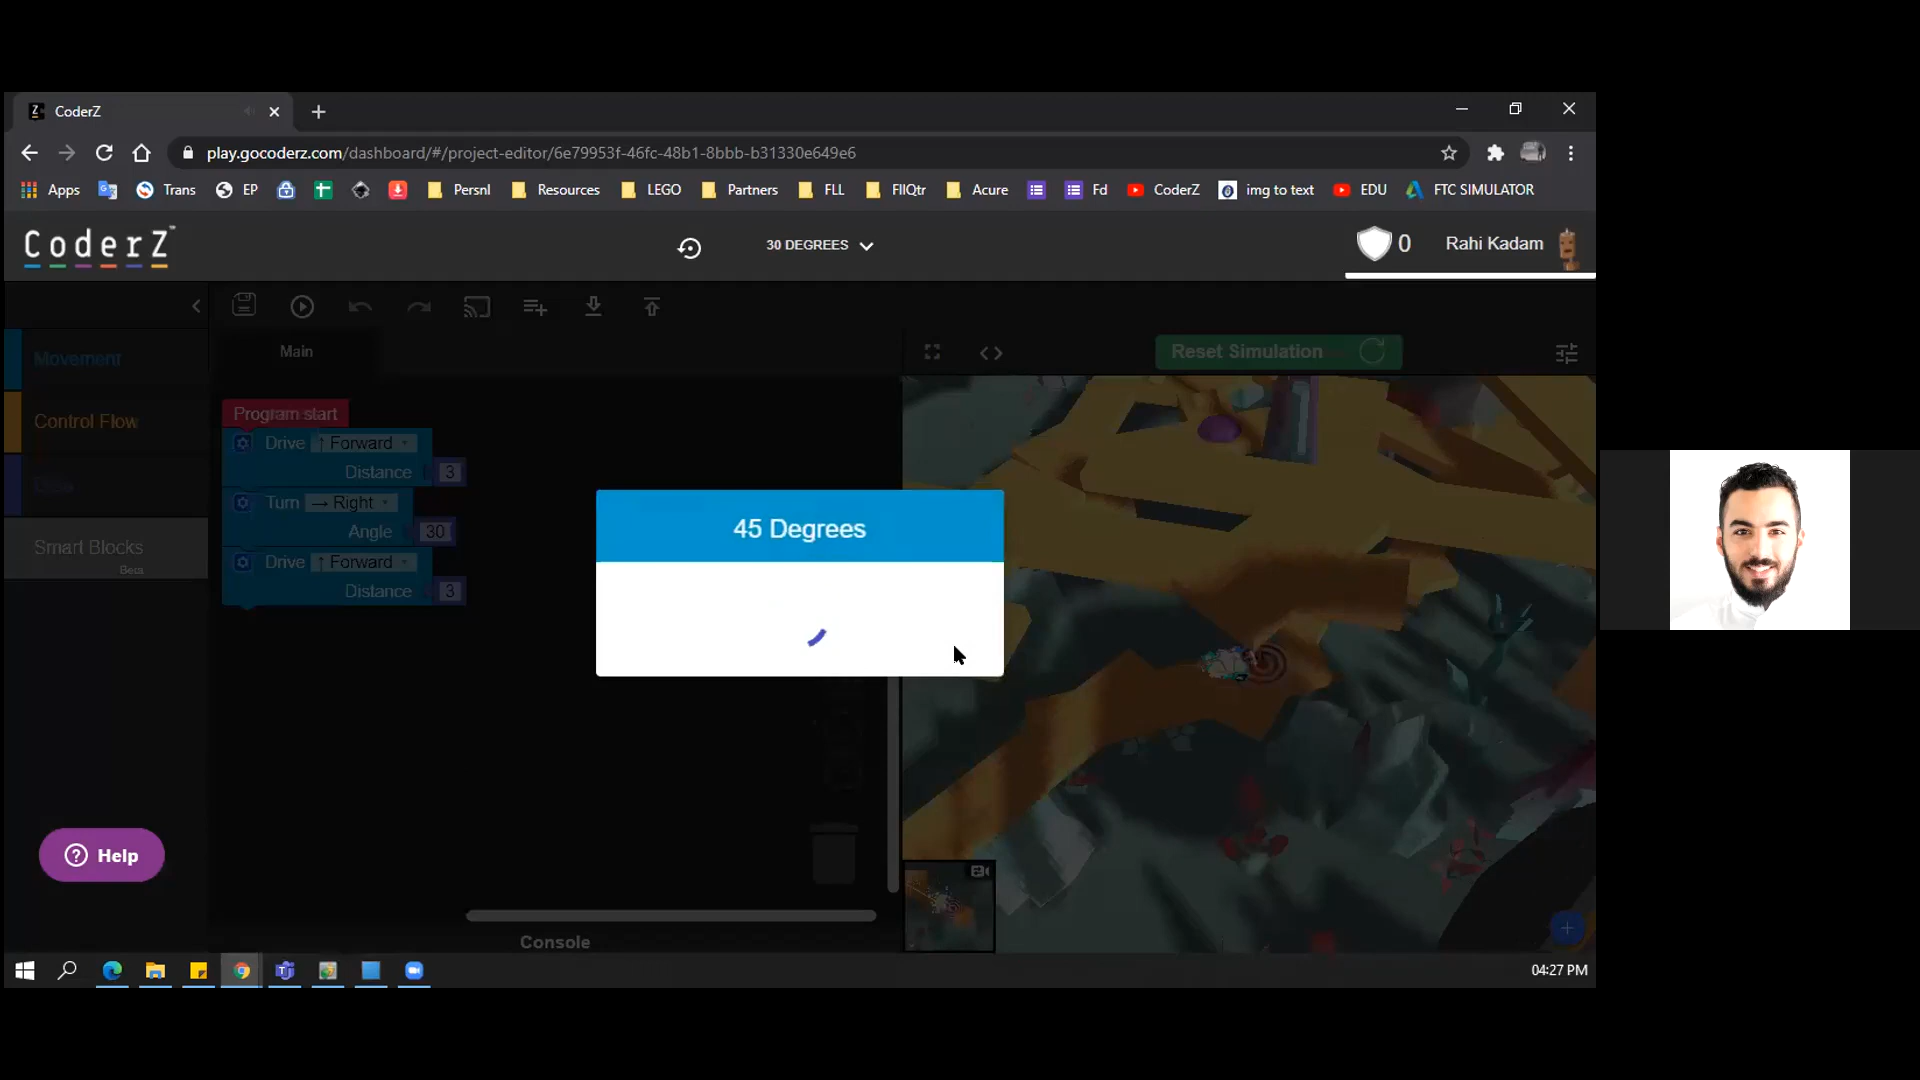 CoderZ
play.gocoderz.com/dashboard/#/project-editor/6e79953f-46fc-48b1-8bbb-b31330e649e6
Apps Trans EP Persnl Resources LEGO Partners FLL FllQtr Acure Fd CoderZ img to text EDU FTC SIMULATOR
CoderZ 30 DEGREES 0 Rahi Kadam
Main Reset Simulation
Movement
Control Flow
Smart Blocks
Beta
Program start
Drive ↑ Forward
Distance 3
Turn → Right
Angle 30
Drive ↑ Forward
Distance 3
45 Degrees
Help
Console
04:27 PM